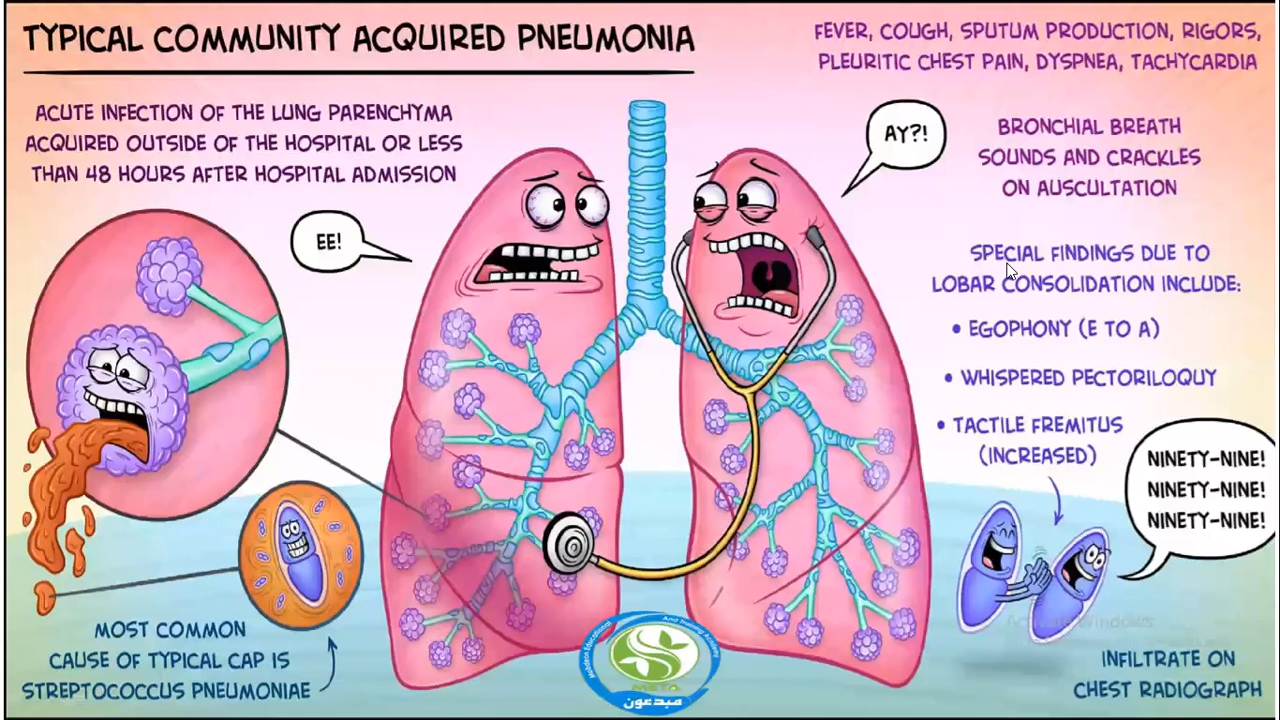 TYPICAL COMMUNITY ACQUIRED PNEUMONIA
ACUTE INFECTION OF THE LUNG PARENCHYMA
ACQUIRED OUTSIDE OF THE HOSPITAL OR LESS
THAN 48 HOURS AFTER HOSPITAL ADMISSION
EE!
MOST COMMON
CAUSE OF TYPICAL CAP IS
STREPTOCOCCUS PNEUMONIAE
FEVER, COUGH, SPUTUM PRODUCTION, RIGORS,
PLEURITIC CHEST PAIN, DYSPNEA, TACHYCARDIA
AY?!
BRONCHIAL BREATH
SOUNDS AND CRACKLES
ON AUSCULTATION
SPECIAL FINDINGS DUE TO
LOBAR CONSOLIDATION INCLUDE:
• EGOPHONY (E TO A)
• WHISPERED PECTORILOQUY
• TACTILE FREMITUS
(INCREASED)
NINETY-NINE!
NINETY-NINE!
NINETY-NINE!
Activate Windows
INFILTRATE ON
CHEST RADIOGRAPH
مبدعون